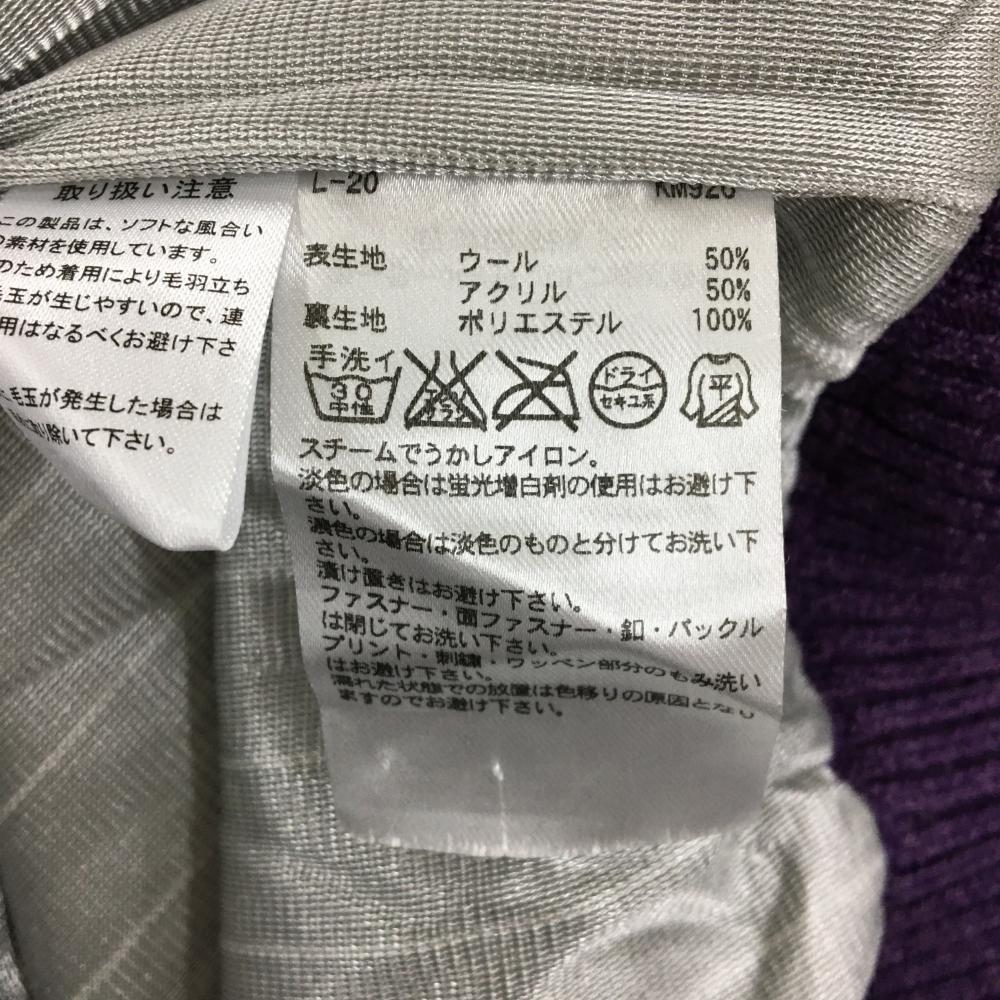 取り扱い注意
この製品は、ソフトな風合い
素材を使用しています。
のため着用により毛羽立ち
毛玉が生じやすいので、連
用はなるべくお避け下さ
毛玉が発生した場合は
り除いて下さい。
L-20 KM926
表生地 ウール 50%
アクリル 50%
裏生地 ポリエステル 100%
手洗イ
30
中性
エンソ
サラシ
ドライ
セキユ系
平
スチームでうかしアイロン。
淡色の場合は蛍光増白剤の使用はお避け下
さい。
濃色の場合は淡色のものと分けてお洗い下
さい。
漬け置きはお避け下さい。
ファスナー・面ファスナー・釦・バックル
は閉じてお洗い下さい。
プリント・刺繍・ワッペン部分のもみ洗い
はお避け下さい。
濡れた状態での放置は色移りの原因となり
ますのでお避け下さい。